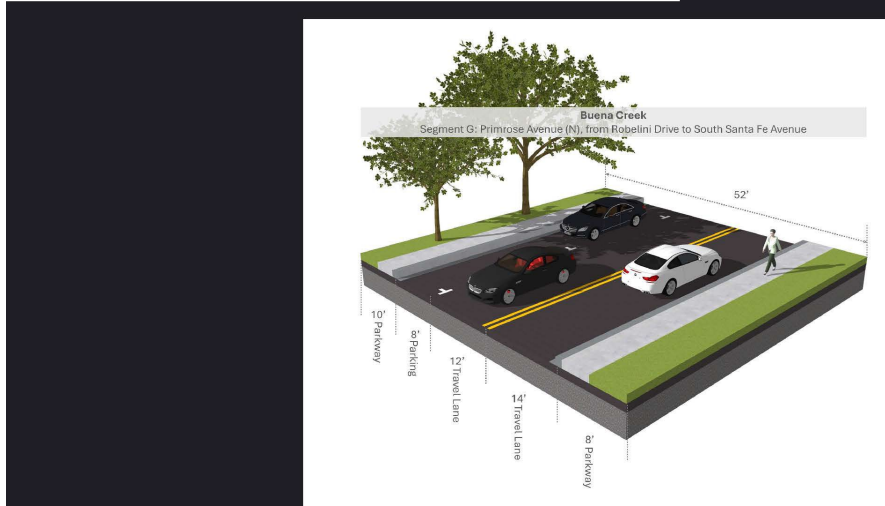 Buena Creek
Segment G: Primrose Avenue (N), from Robelini Drive to South Santa Fe Avenue
52'
10' Parkway
8' Parking
12' Travel Lane
14' Travel Lane
8' Parkway